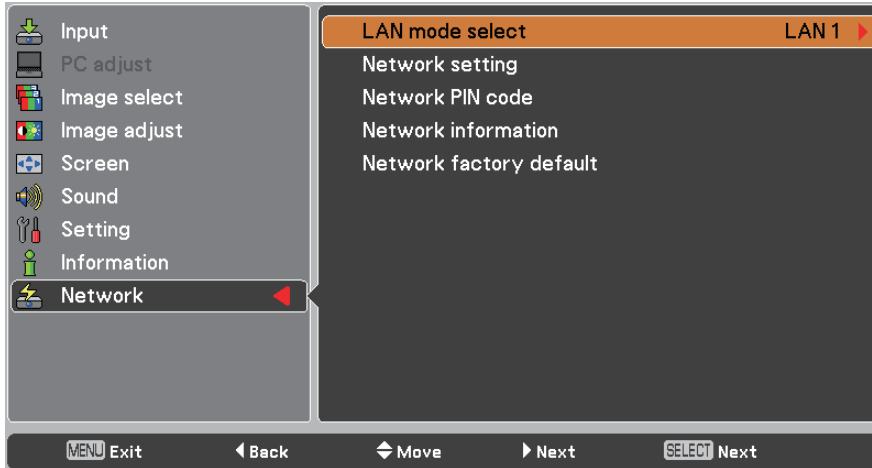 Input
PC adjust
Image select
Image adjust
Screen
Sound
Setting
Information
Network
LAN mode select LAN 1
Network setting
Network PIN code
Network information
Network factory default
MENU Exit Back Move Next SELECT Next